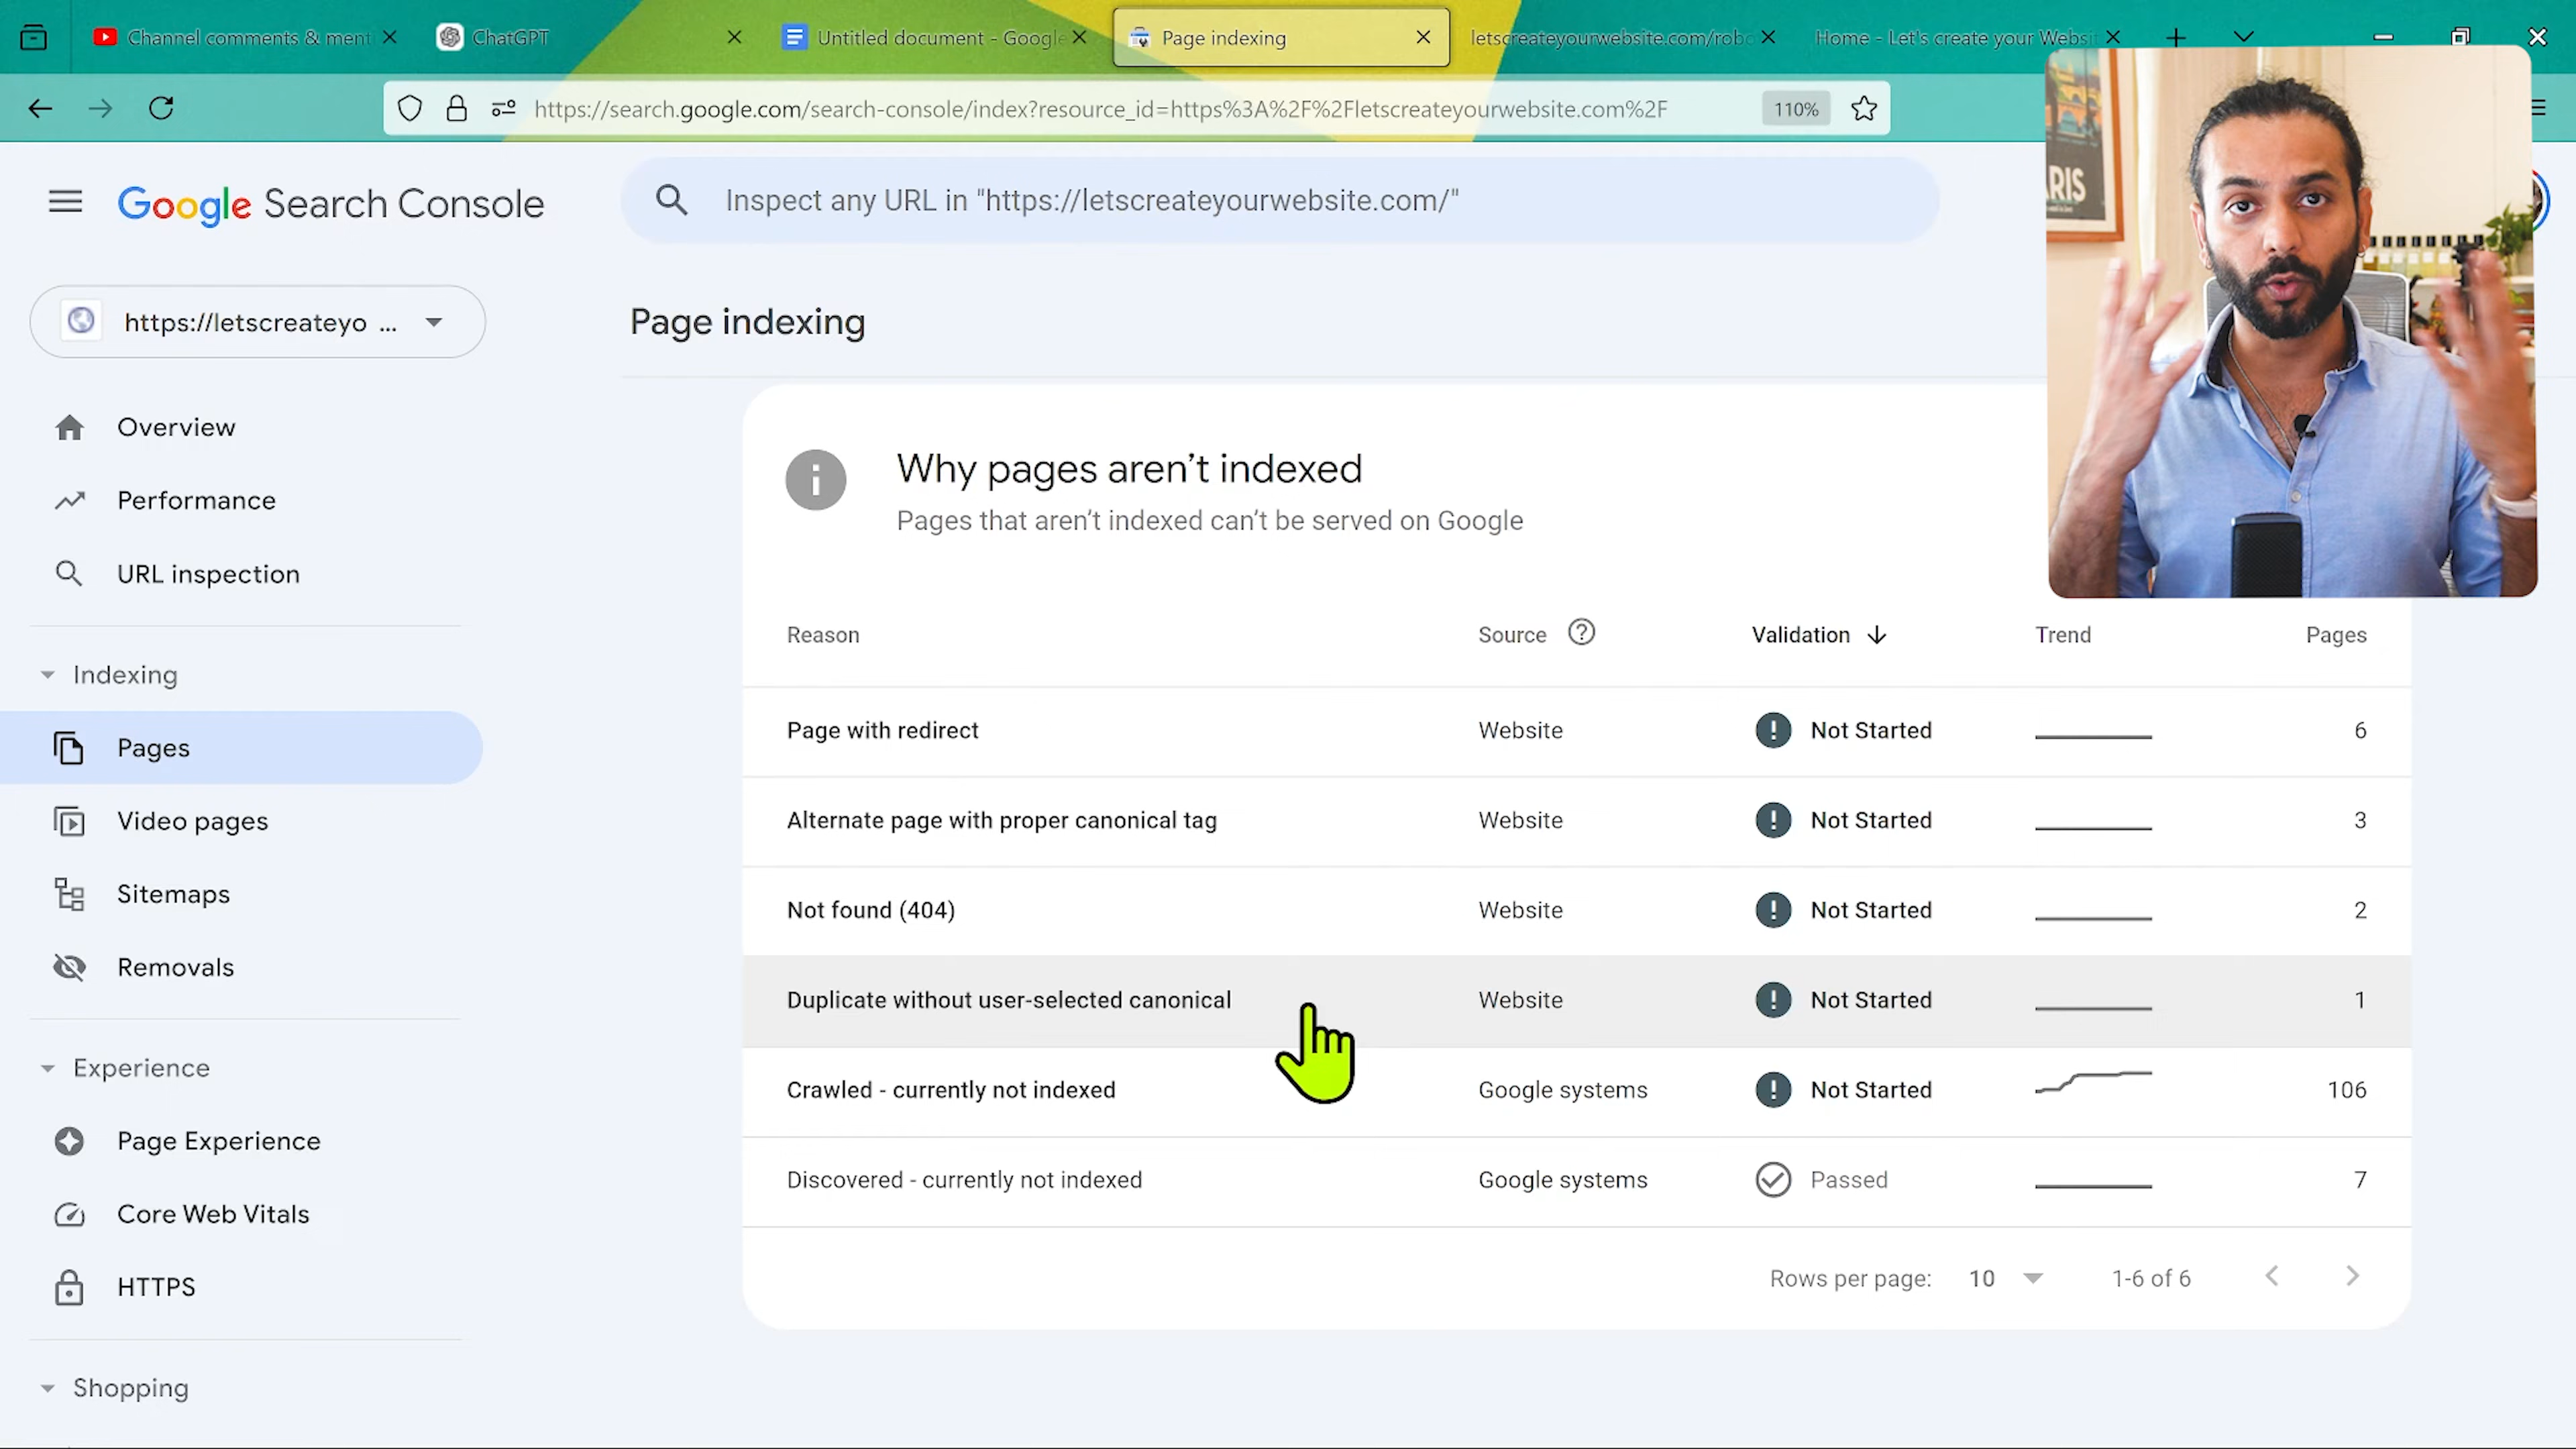 Channel comments & ment
ChatGPT
Untitled document - Google
Page indexing
letscreateyourwebsite.com/robo
Home - Let's create your Websit
https://search.google.com/search-console/index?resource_id=https%3A%2F%2Fletscreateyourwebsite.com%2F
110%
Google Search Console
Inspect any URL in "https://letscreateyourwebsite.com/"
ARIS
https://letscreateyo ...
Page indexing
Overview
Performance
URL inspection
Indexing
Pages
Video pages
Sitemaps
Removals
Experience
Page Experience
Core Web Vitals
HTTPS
Shopping
Why pages aren't indexed
Pages that aren't indexed can't be served on Google
Reason Source Validation Trend Pages
Page with redirect Website Not Started 6
Alternate page with proper canonical tag Website Not Started 3
Not found (404) Website Not Started 2
Duplicate without user-selected canonical Website Not Started 1
Crawled - currently not indexed Google systems Not Started 106
Discovered - currently not indexed Google systems Passed 7
Rows per page: 10 1-6 of 6